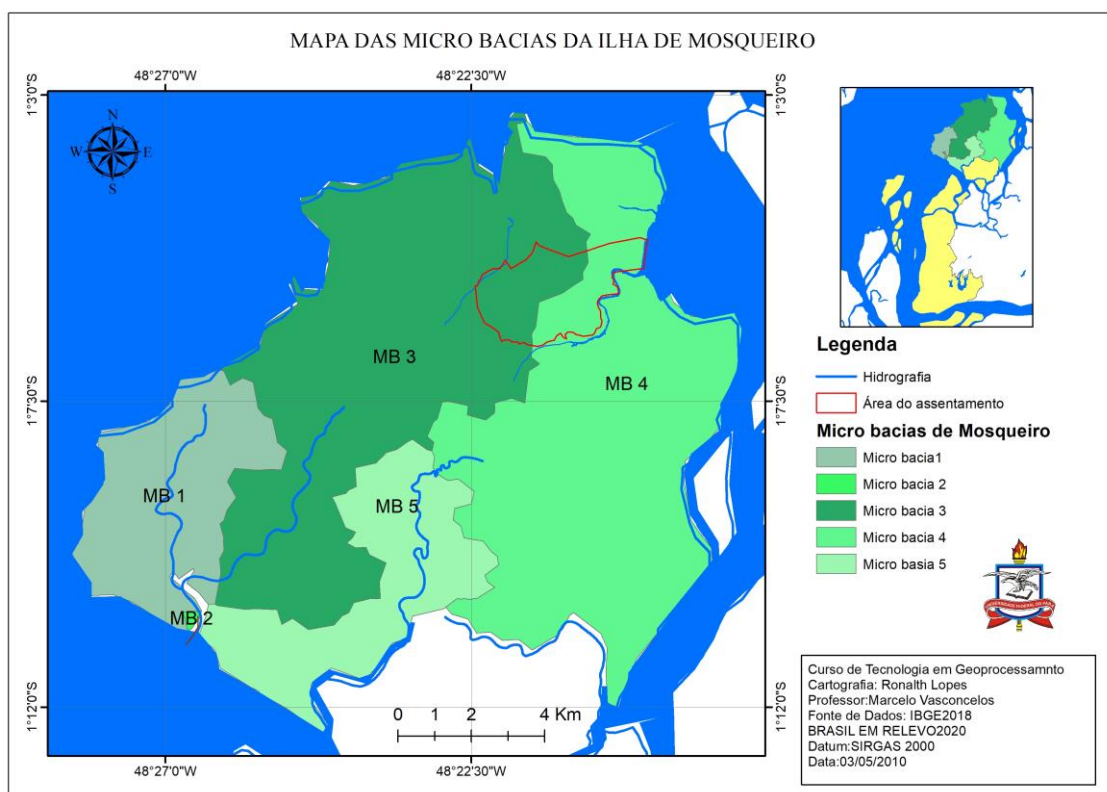 MAPA DAS MICRO BACIAS DA ILHA DE MOSQUEIRO
48°27'0"W
48°22'30"W
1°3'0"S
1°3'0"S
N
W
E
S
MB 3
MB 4
1°7'30"S
1°7'30"S
MB 1
MB 5
MB 2
1°12'0"S
1°12'0"S
0 1 2 4 Km
48°27'0"W
48°22'30"W
Legenda
Hidrografia
Área do assentamento
Micro bacias de Mosqueiro
Micro bacia1
Micro bacia 2
Micro bacia 3
Micro bacia 4
Micro basia 5
UNIVERSIDADE FEDERAL DO PARÁ
Curso de Tecnologia em Geoprocessamnto
Cartografia: Ronalth Lopes
Professor:Marcelo Vasconcelos
Fonte de Dados: IBGE2018
BRASIL EM RELEVO2020
Datum:SIRGAS 2000
Data:03/05/2010